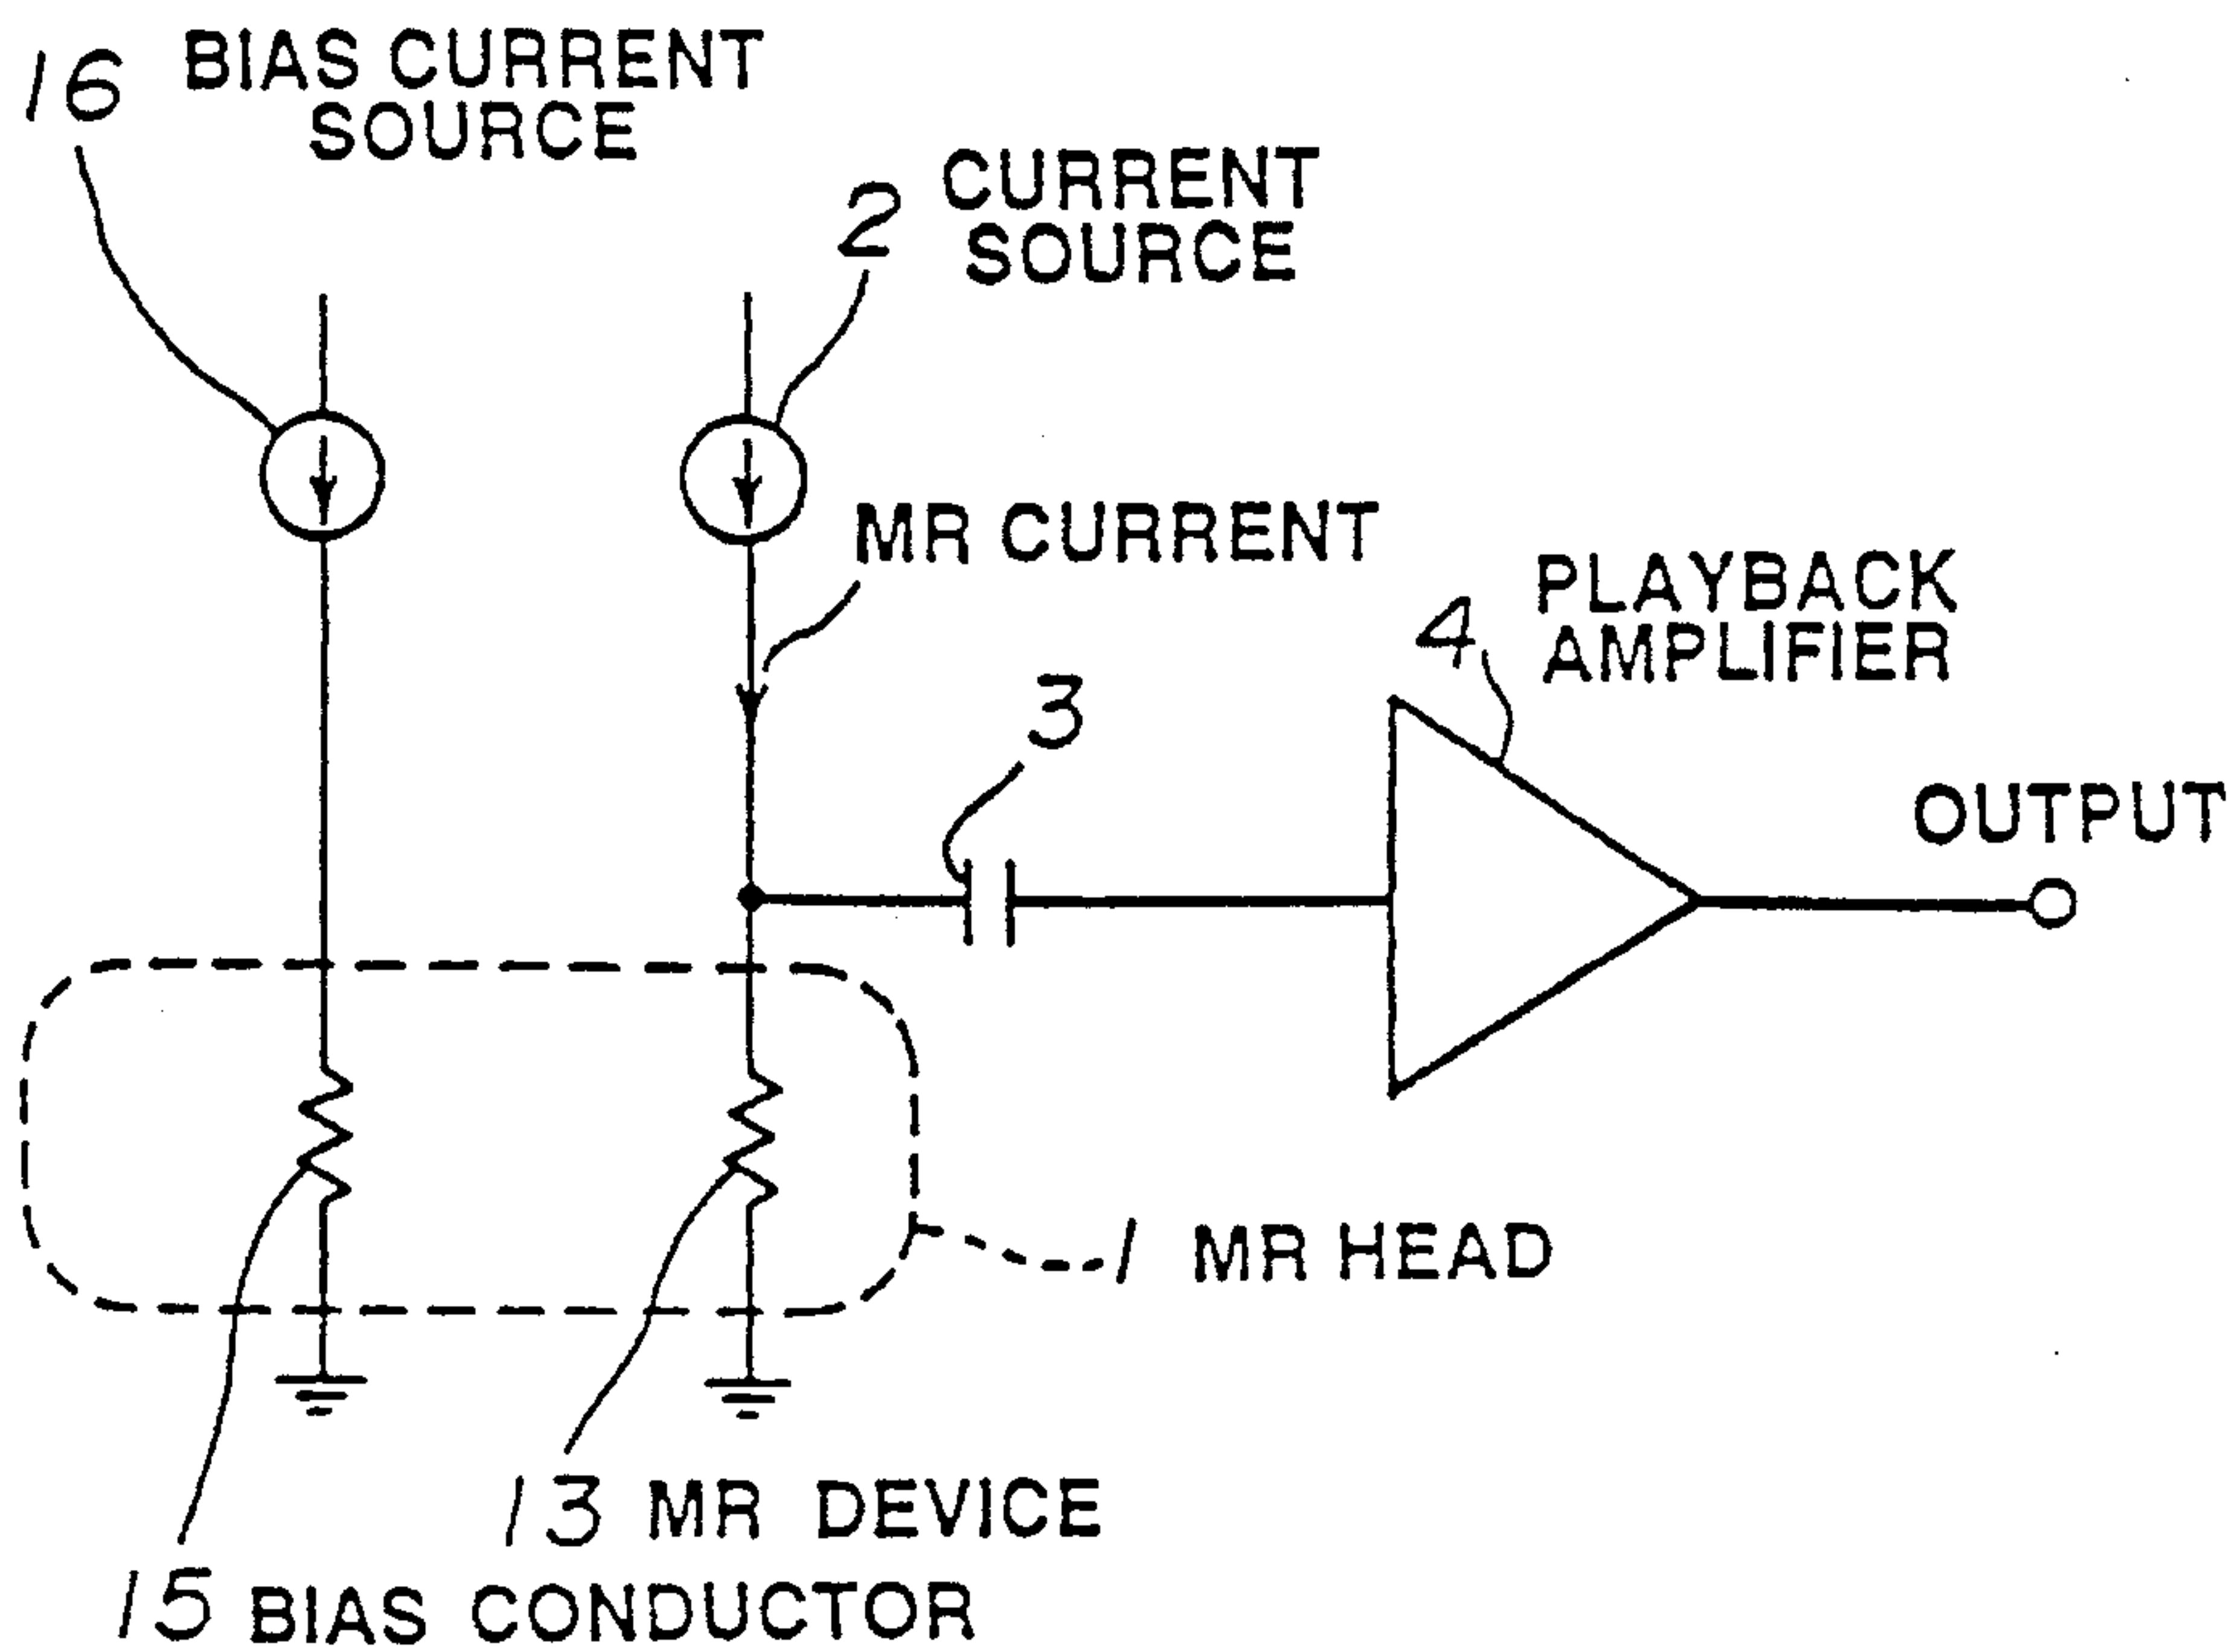 16 BIAS CURRENT
SOURCE
2 CURRENT
SOURCE
MR CURRENT
3
4 PLAYBACK
AMPLIFIER
OUTPUT
1 MR HEAD
13 MR DEVICE
15 BIAS CONDUCTOR